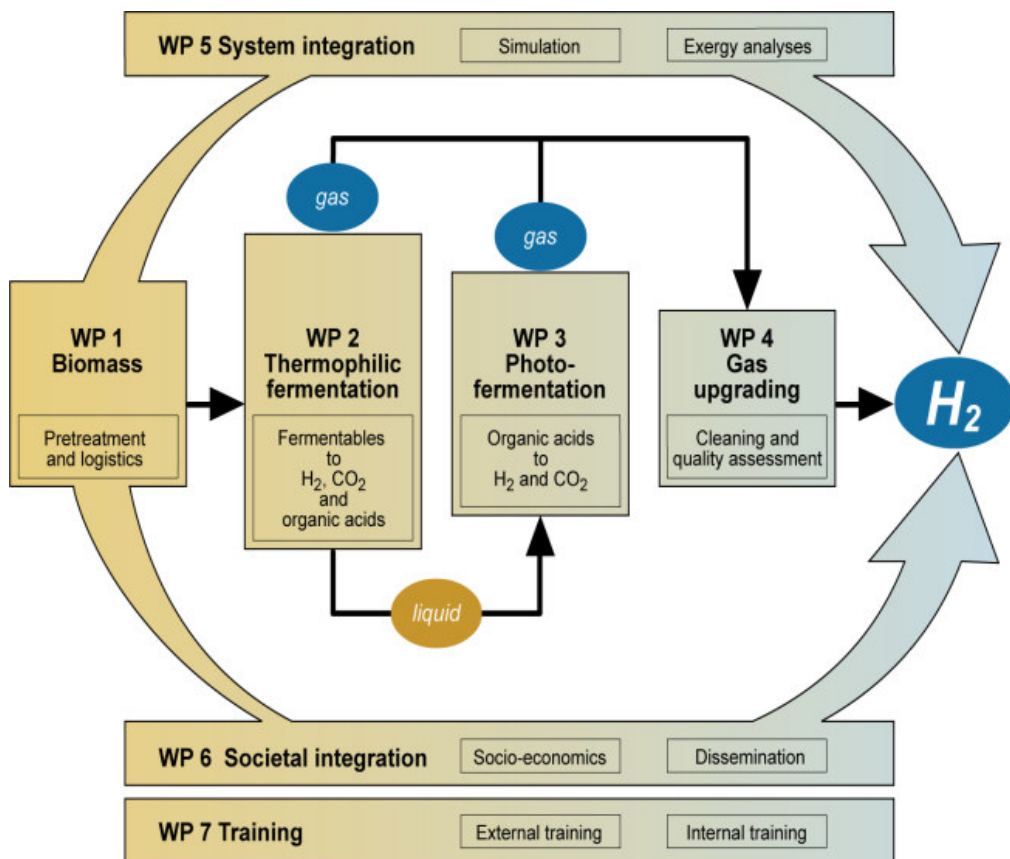 WP 5 System integration
Simulation
Exergy analyses
gas
gas
WP 1
Biomass
Pretreatment
and logistics
WP 2
Thermophilic
fermentation
Fermentables
to
H₂, CO₂
and
organic acids
WP 3
Photo-
fermentation
Organic acids
to
H₂ and CO₂
WP 4
Gas
upgrading
Cleaning and
quality assessment
H₂
liquid
WP 6 Societal integration
Socio-economics
Dissemination
WP 7 Training
External training
Internal training